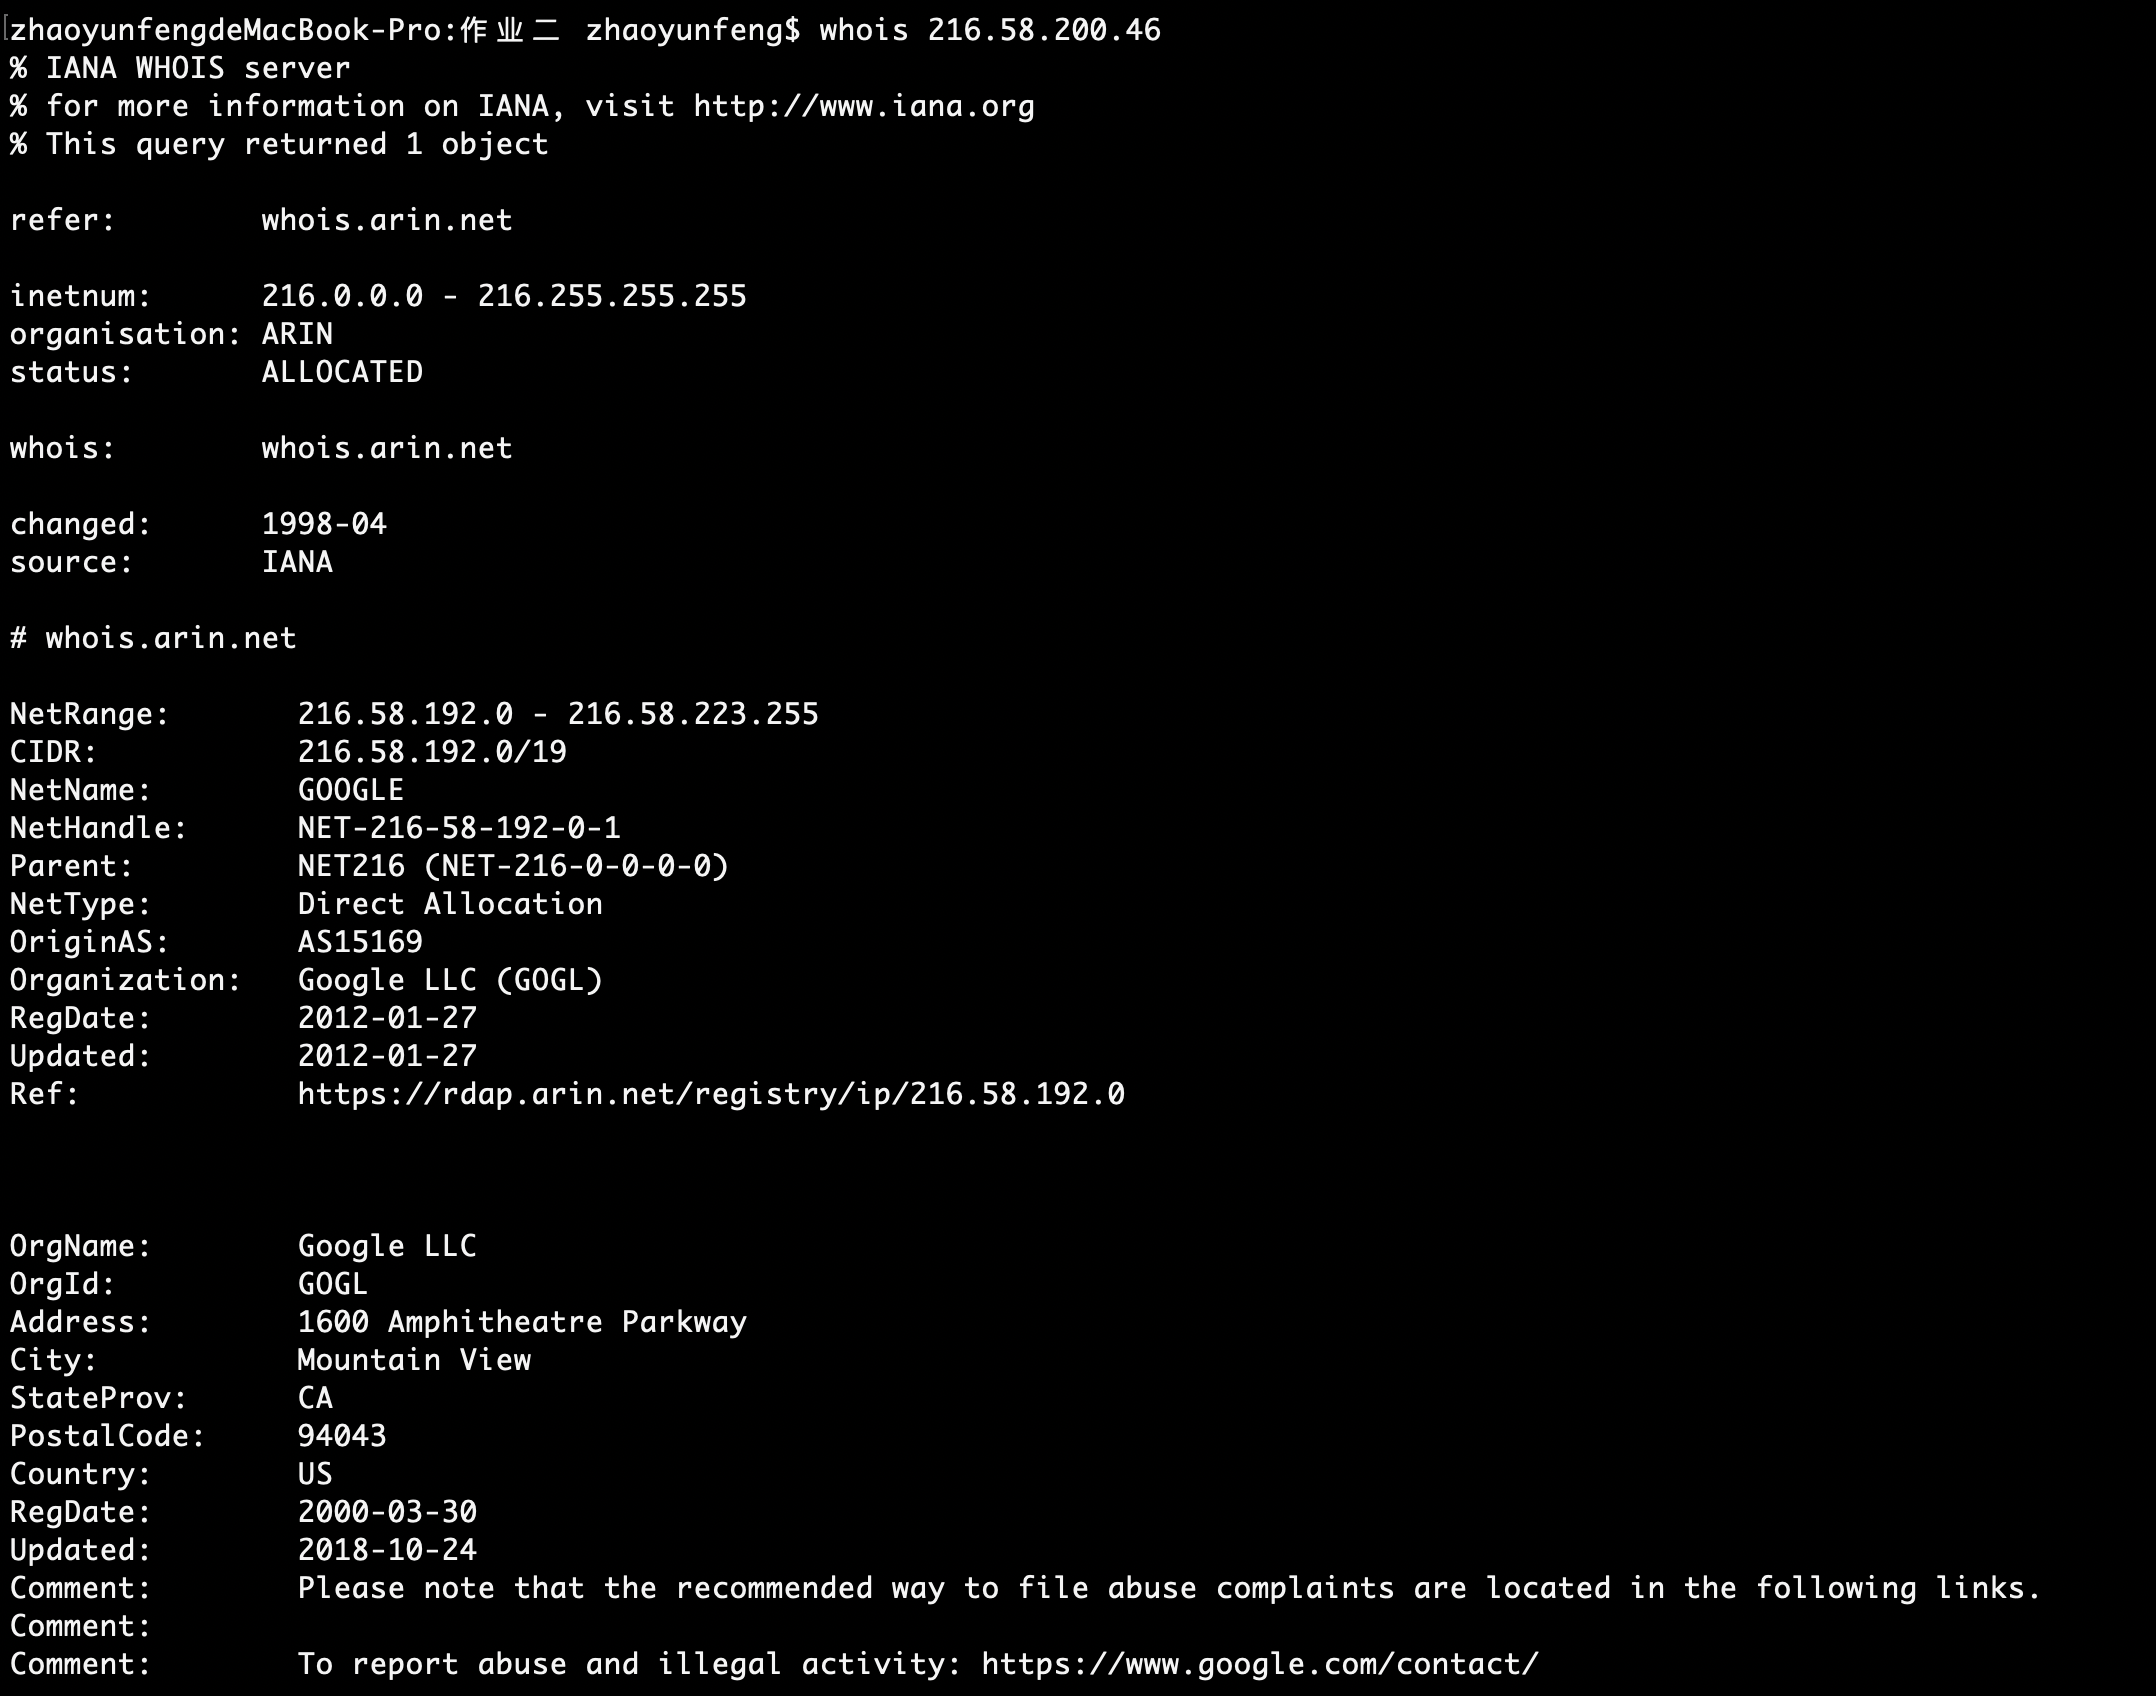 zhaoyunfengdeMacBook-Pro:作业二 zhaoyunfeng$ whois 216.58.200.46
% IANA WHOIS server
% for more information on IANA, visit http://www.iana.org
% This query returned 1 object
refer:        whois.arin.net
inetnum:      216.0.0.0 - 216.255.255.255
organisation: ARIN
status:       ALLOCATED
whois:        whois.arin.net
changed:      1998-04
source:       IANA
# whois.arin.net
NetRange:       216.58.192.0 - 216.58.223.255
CIDR:           216.58.192.0/19
NetName:        GOOGLE
NetHandle:      NET-216-58-192-0-1
Parent:         NET216 (NET-216-0-0-0-0)
NetType:        Direct Allocation
OriginAS:       AS15169
Organization:   Google LLC (GOGL)
RegDate:        2012-01-27
Updated:        2012-01-27
Ref:            https://rdap.arin.net/registry/ip/216.58.192.0
OrgName:        Google LLC
OrgId:          GOGL
Address:        1600 Amphitheatre Parkway
City:           Mountain View
StateProv:      CA
PostalCode:     94043
Country:        US
RegDate:        2000-03-30
Updated:        2018-10-24
Comment:        Please note that the recommended way to file abuse complaints are located in the following links.
Comment:
Comment:        To report abuse and illegal activity: https://www.google.com/contact/